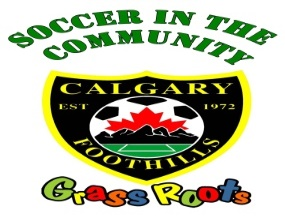 SOCCER IN THE
COMMUNITY
CALGARY
EST 1972
FOOTHILLS
Grass Roots